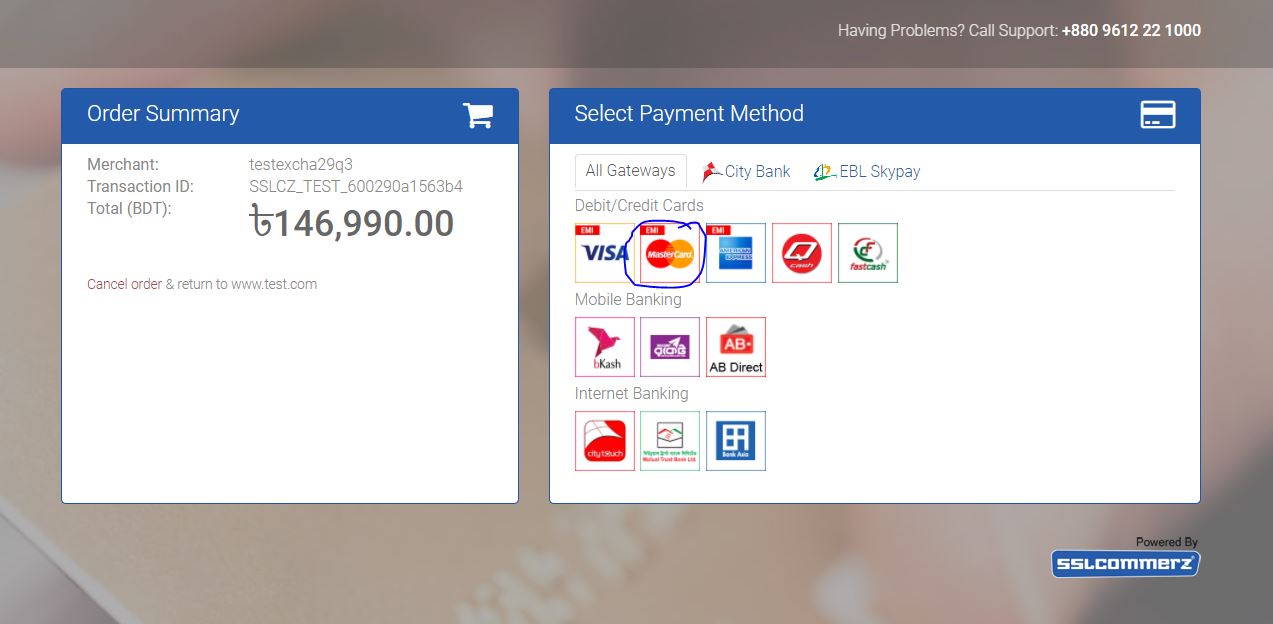 Having Problems? Call Support: +880 9612 22 1000
Order Summary
Merchant: testexcha29q3
Transaction ID: SSLCZ_TEST_600290a1563b4
Total (BDT): ৳146,990.00
Cancel order & return to www.test.com
Select Payment Method
All Gateways City Bank EBL Skypay
Debit/Credit Cards
EMI EMI EMI
VISA MasterCard AMERICAN EXPRESS Q cash fastcash
Mobile Banking
bKash AB Direct
AB
Internet Banking
citytouch Mutual Trust Bank Ltd. Bank Asia
Powered By
SSLCOMMERZ